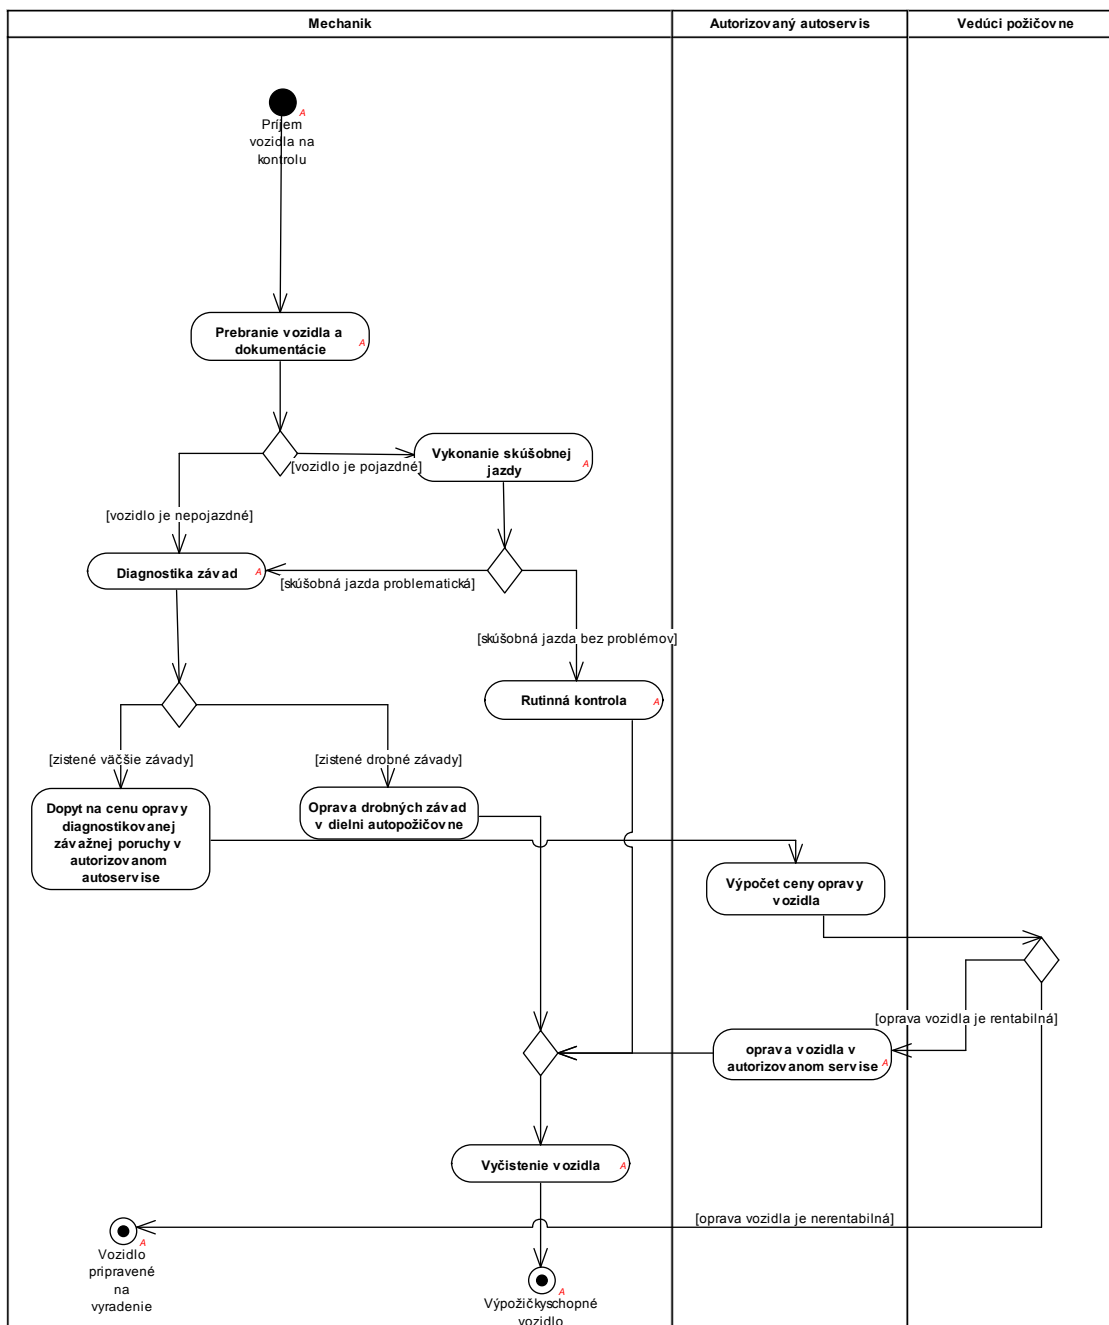 Mechanik
Autorizovaný autoservis
Vedúci požičovne
A
Príjem
vozidla na
kontrolu
Prebranie vozidla a
dokumentácie
A
[vozidlo je pojazdné]
Vykonanie skúšobnej
jazdy
A
[vozidlo je nepojazdné]
Diagnostika závad
A
[skúšobná jazda problematická]
[skúšobná jazda bez problémov]
Rutinná kontrola
A
[zistené väčšie závady]
[zistené drobné závady]
Dopyt na cenu opravy
diagnostikovanej
závažnej poruchy v
autorizovanom
autoservise
Oprava drobných závad
v dielni autopožičovne
Výpočet ceny opravy
vozidla
[oprava vozidla je rentabilná]
oprava vozidla v
autorizovanom servise
A
Vyčistenie vozidla
A
[oprava vozidla je nerentabilná]
A
Vozidlo
pripravené
na
vyradenie
A
Výpožičkyschopné
vozidlo